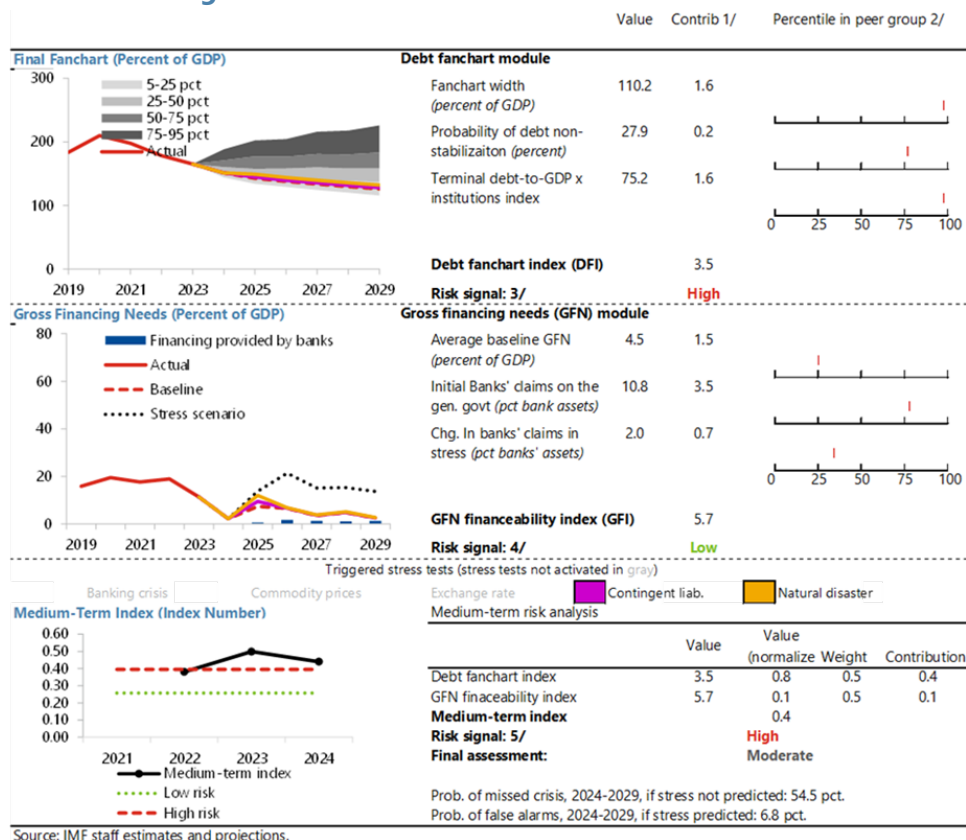 Value Contrib 1/ Percentile in peer group 2/
Final Fanchart (Percent of GDP)
300
200
100
0
5-25 pct
25-50 pct
50-75 pct
75-95 pct
Actual
2019 2021 2023 2025 2027 2029
Debt fanchart module
Fanchart width 110.2 1.6
(percent of GDP)
Probability of debt non- 27.9 0.2
stabilizaiton (percent)
Terminal debt-to-GDP x 75.2 1.6
institutions index
0 25 50 75 100
Debt fanchart index (DFI) 3.5
Risk signal: 3/ High
Gross Financing Needs (Percent of GDP)
80
60
40
20
0
Financing provided by banks
Actual
Baseline
Stress scenario
2019 2021 2023 2025 2027 2029
Gross financing needs (GFN) module
Average baseline GFN 4.5 1.5
(percent of GDP)
Initial Banks' claims on the 10.8 3.5
gen. govt (pct bank assets)
Chg. In banks' claims in 2.0 0.7
stress (pct banks' assets)
0 25 50 75 100
GFN financeability index (GFI) 5.7
Risk signal: 4/ Low
Triggered stress tests (stress tests not activated in gray)
Banking crisis Commodity prices Exchange rate Contingent liab. Natural disaster
Medium-Term Index (Index Number)
0.60
0.50
0.40
0.30
0.20
0.10
0.00
2021 2022 2023 2024
Medium-term index
Low risk
High risk
Medium-term risk analysis
Value Value
(normalize Weight Contribution
Debt fanchart index 3.5 0.8 0.5 0.4
GFN finaceability index 5.7 0.1 0.5 0.1
Medium-term index 0.4
Risk signal: 5/ High
Final assessment: Moderate
Prob. of missed crisis, 2024-2029, if stress not predicted: 54.5 pct.
Prob. of false alarms, 2024-2029, if stress predicted: 6.8 pct.
Source: IMF staff estimates and projections.